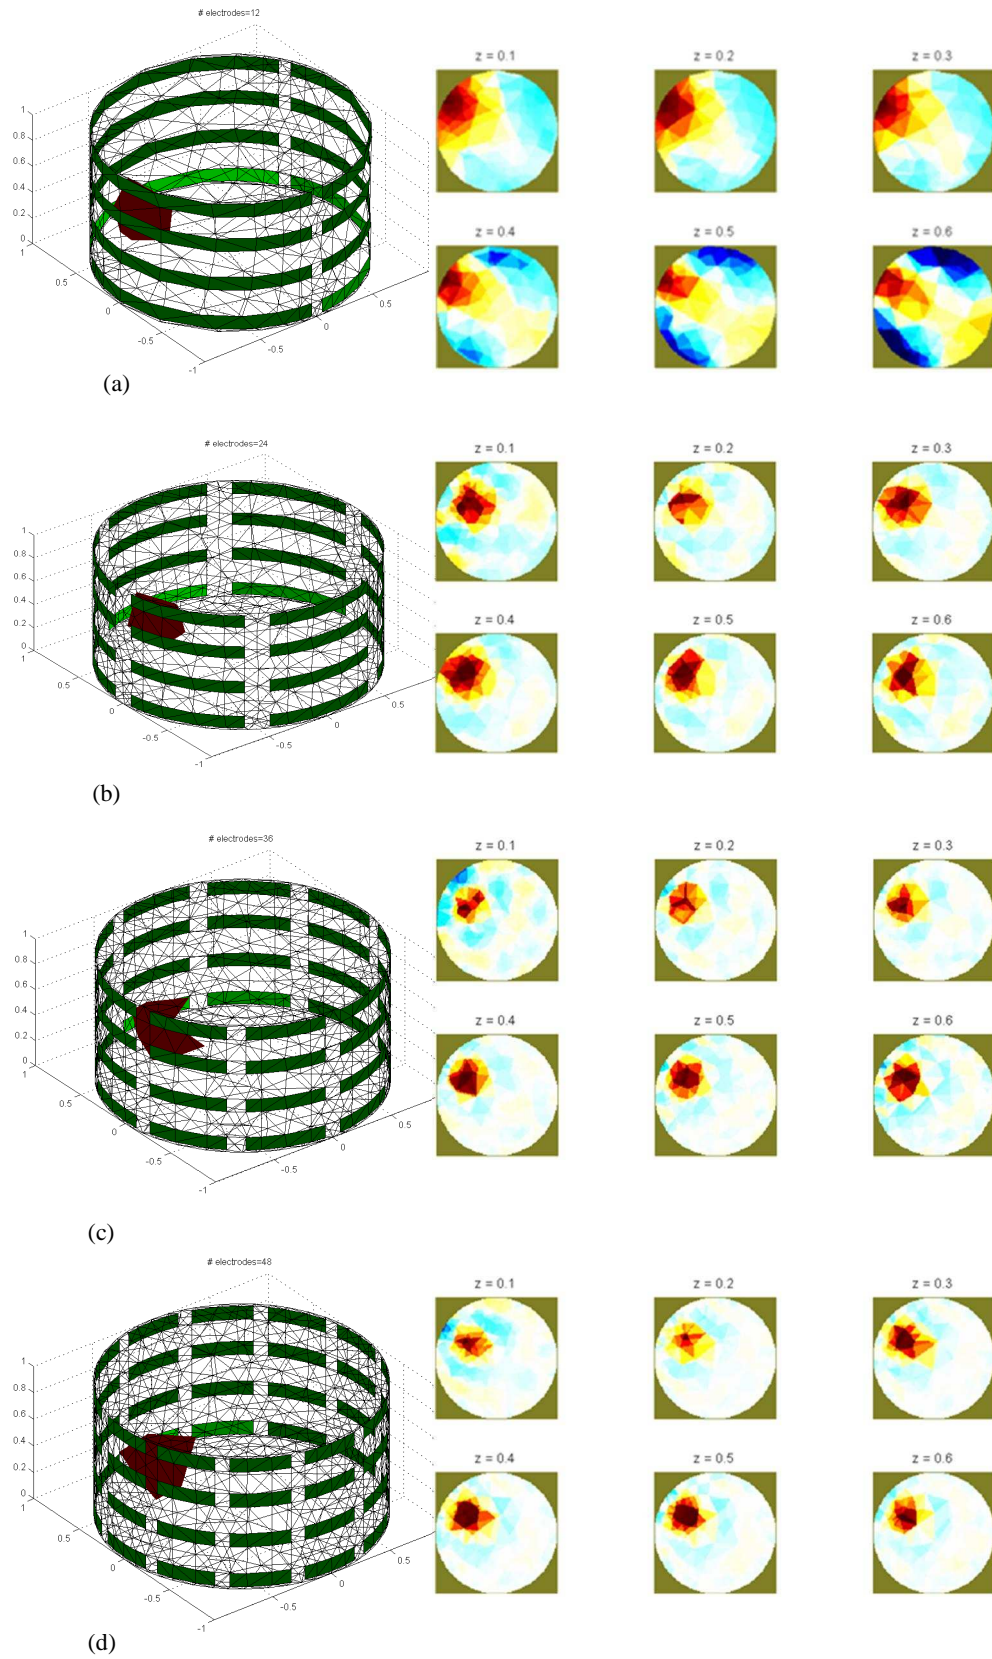 # electrodes=12
z = 0.1
z = 0.2
z = 0.3
1
0.8
0.6
0.4
0.2
0
1
0.5
0
-0.5
-1
0
0.5
z = 0.4
z = 0.5
z = 0.6
(a)
# electrodes=24
z = 0.1
z = 0.2
z = 0.3
1
0.8
0.6
0.4
0.2
0
1
0.5
0
-0.5
-1
-0.5
0
0.5
z = 0.4
z = 0.5
z = 0.6
(b)
# electrodes=36
z = 0.1
z = 0.2
z = 0.3
1
0.8
0.6
0.4
0.2
0
1
0.5
0
-0.5
-1
-0.5
0
0.5
z = 0.4
z = 0.5
z = 0.6
(c)
# electrodes=48
z = 0.1
z = 0.2
z = 0.3
1
0.8
0.6
0.4
0.2
0
1
0.5
0
-0.5
-1
-0.5
0
0.5
z = 0.4
z = 0.5
z = 0.6
(d)